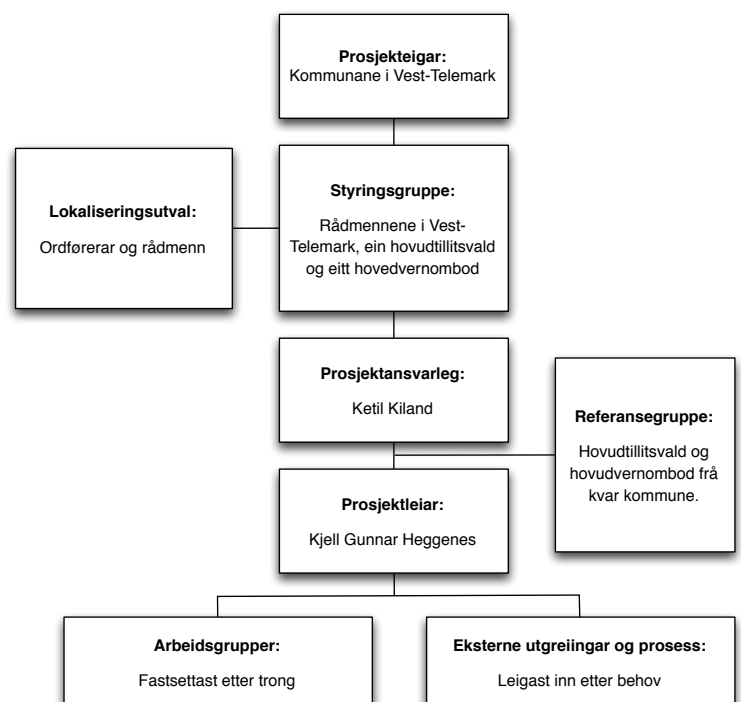 Prosjekteigar:
Kommunane i Vest-Telemark
Lokaliseringsutval:
Ordførerar og rådmenn
Styringsgruppe:
Rådmennene i Vest-
Telemark, ein hovudtillitsvald
og eitt hovedvernombod
Prosjektansvarleg:
Ketil Kiland
Referansegruppe:
Hovudtillitsvald og
hovudvernombod frå
kvar kommune.
Prosjektleiar:
Kjell Gunnar Heggenes
Arbeidsgrupper:
Fastsettast etter trong
Eksterne utgreiingar og prosess:
Leigast inn etter behov